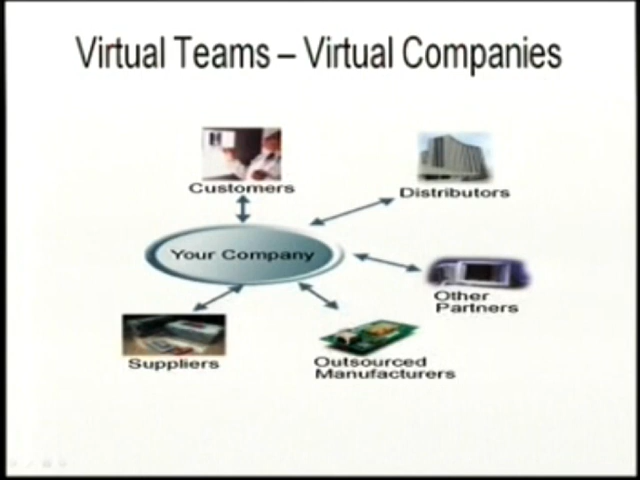 Virtual Teams – Virtual Companies
Customers
Distributors
Your Company
Other
Partners
Suppliers
Outsourced
Manufacturers